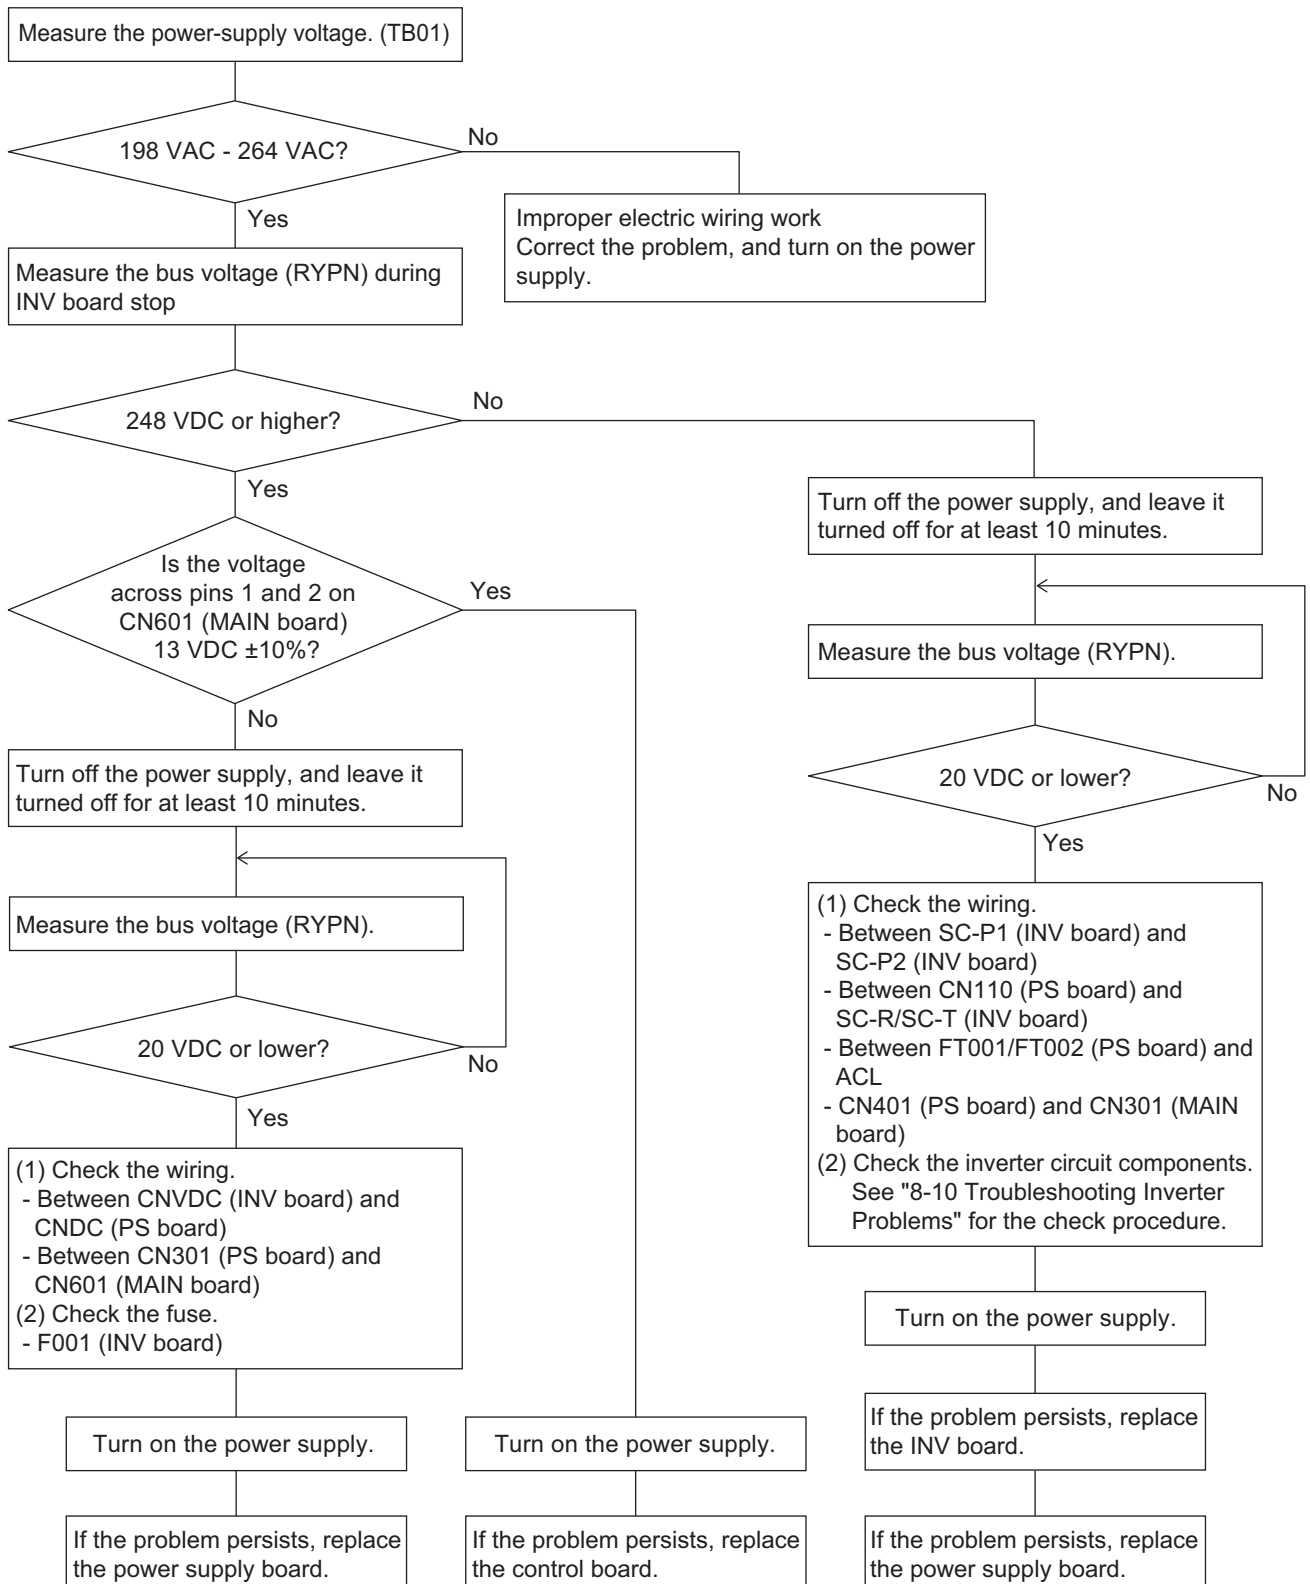 Measure the power-supply voltage. (TB01)
198 VAC - 264 VAC?
No
Yes
Improper electric wiring work
Correct the problem, and turn on the power
supply.
Measure the bus voltage (RYPN) during
INV board stop
248 VDC or higher?
No
Yes
Is the voltage
across pins 1 and 2 on
CN601 (MAIN board)
13 VDC ±10%?
Yes
No
Turn off the power supply, and leave it
turned off for at least 10 minutes.
Measure the bus voltage (RYPN).
20 VDC or lower?
No
Yes
(1) Check the wiring.
- Between CNVDC (INV board) and
CNDC (PS board)
- Between CN301 (PS board) and
CN601 (MAIN board)
(2) Check the fuse.
- F001 (INV board)
Turn on the power supply.
If the problem persists, replace
the power supply board.
Turn on the power supply.
If the problem persists, replace
the control board.
Turn off the power supply, and leave it
turned off for at least 10 minutes.
Measure the bus voltage (RYPN).
20 VDC or lower?
No
Yes
(1) Check the wiring.
- Between SC-P1 (INV board) and
SC-P2 (INV board)
- Between CN110 (PS board) and
SC-R/SC-T (INV board)
- Between FT001/FT002 (PS board) and
ACL
- CN401 (PS board) and CN301 (MAIN
board)
(2) Check the inverter circuit components.
See "8-10 Troubleshooting Inverter
Problems" for the check procedure.
Turn on the power supply.
If the problem persists, replace
the INV board.
If the problem persists, replace
the power supply board.